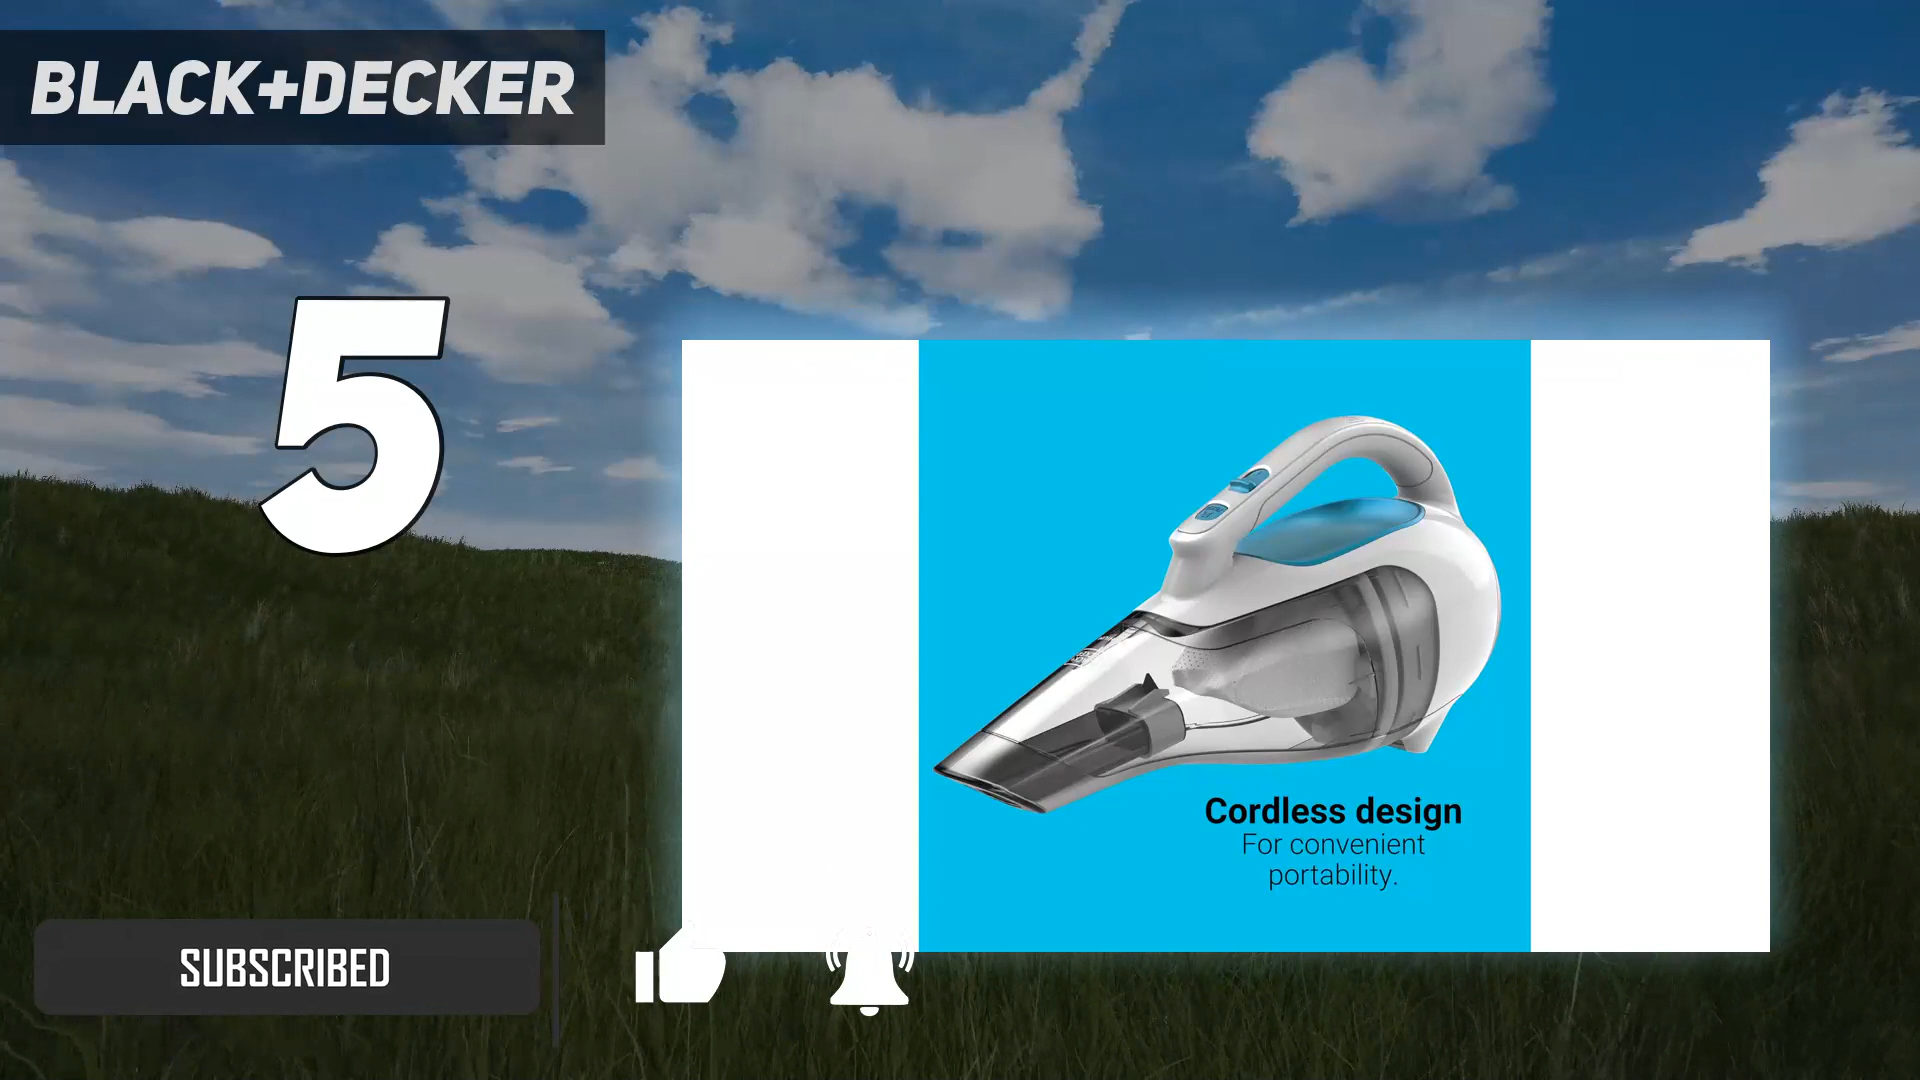 BLACK+DECKER
5
Cordless design
For convenient
portability.
SUBSCRIBED